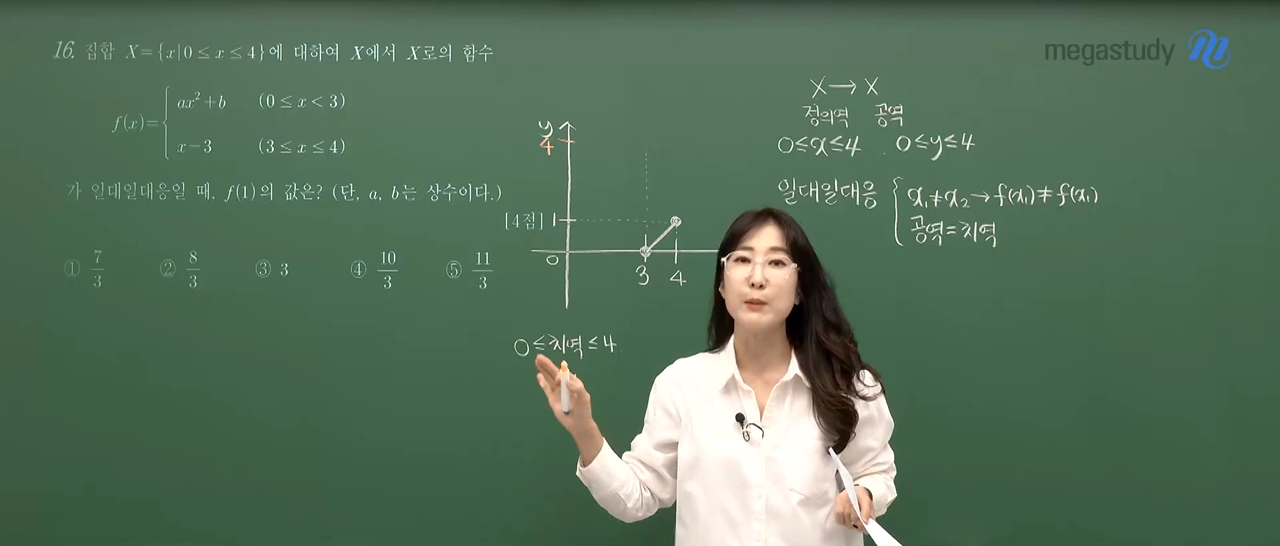 16. 집합 X={x|0≤x≤4}에 대하여 X에서 X로의 함수
f(x)={ ax²+b (0≤x<3)
x-3 (3≤x≤4)
가 일대일대응일 때, f(1)의 값은? (단, a, b는 상수이다.)
[4점]
① 7/3 ② 8/3 ③ 3 ④ 10/3 ⑤ 11/3
y
4
1
0
3 4
0≤치역≤4
megastudy
X→X
정의역 공역
0≤x≤4 . 0≤y≤4
일대일대응 { x₁≠x₂→f(x₁)≠f(x₁)
공역=치역